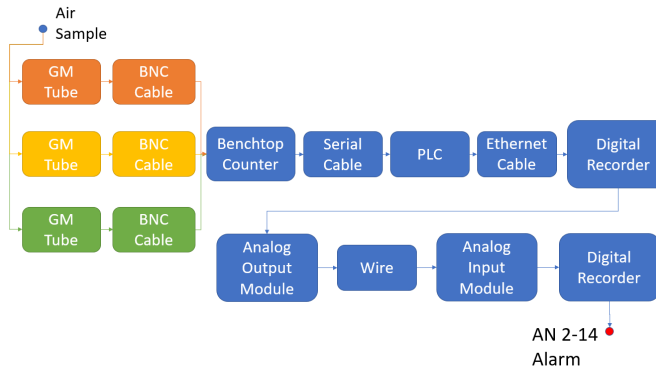 Air
Sample
GM
Tube
BNC
Cable
GM
Tube
BNC
Cable
Benchtop
Counter
Serial
Cable
PLC
Ethernet
Cable
Digital
Recorder
GM
Tube
BNC
Cable
Analog
Output
Module
Wire
Analog
Input
Module
Digital
Recorder
AN 2-14
Alarm